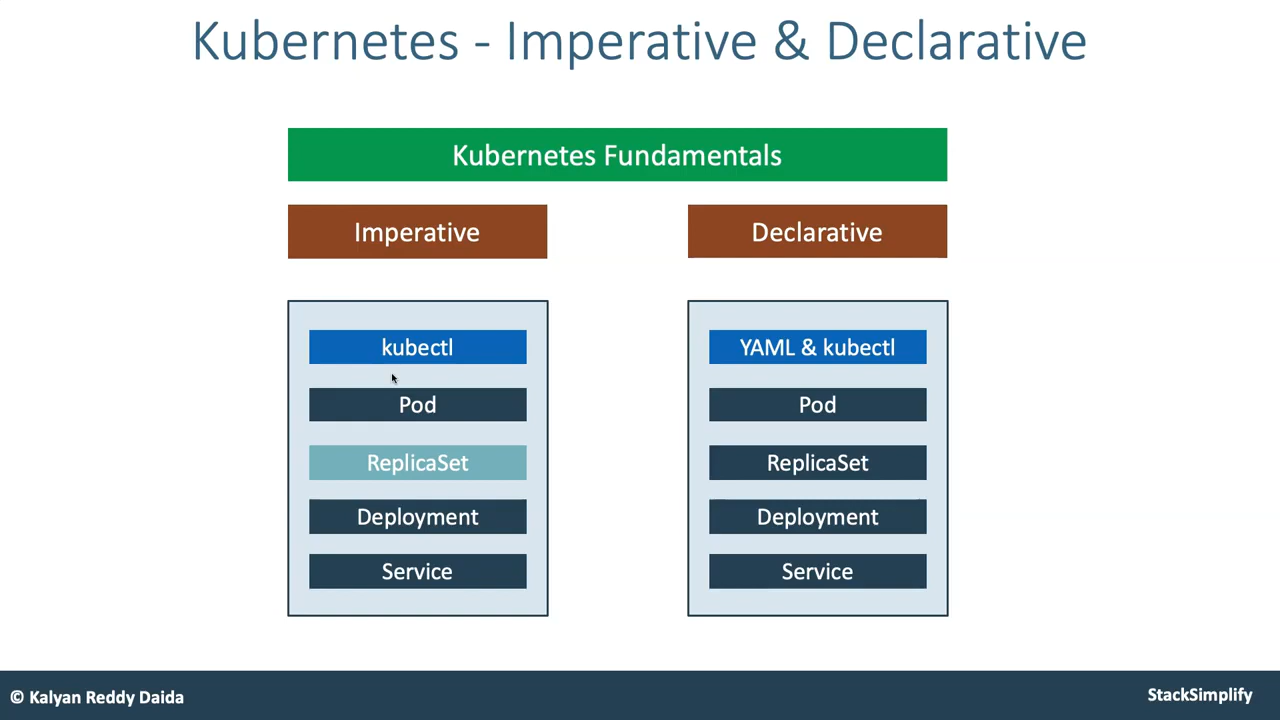 Kubernetes - Imperative & Declarative
Kubernetes Fundamentals
Imperative
kubectl
Pod
ReplicaSet
Deployment
Service
Declarative
YAML & kubectl
Pod
ReplicaSet
Deployment
Service
© Kalyan Reddy Daida
StackSimplify